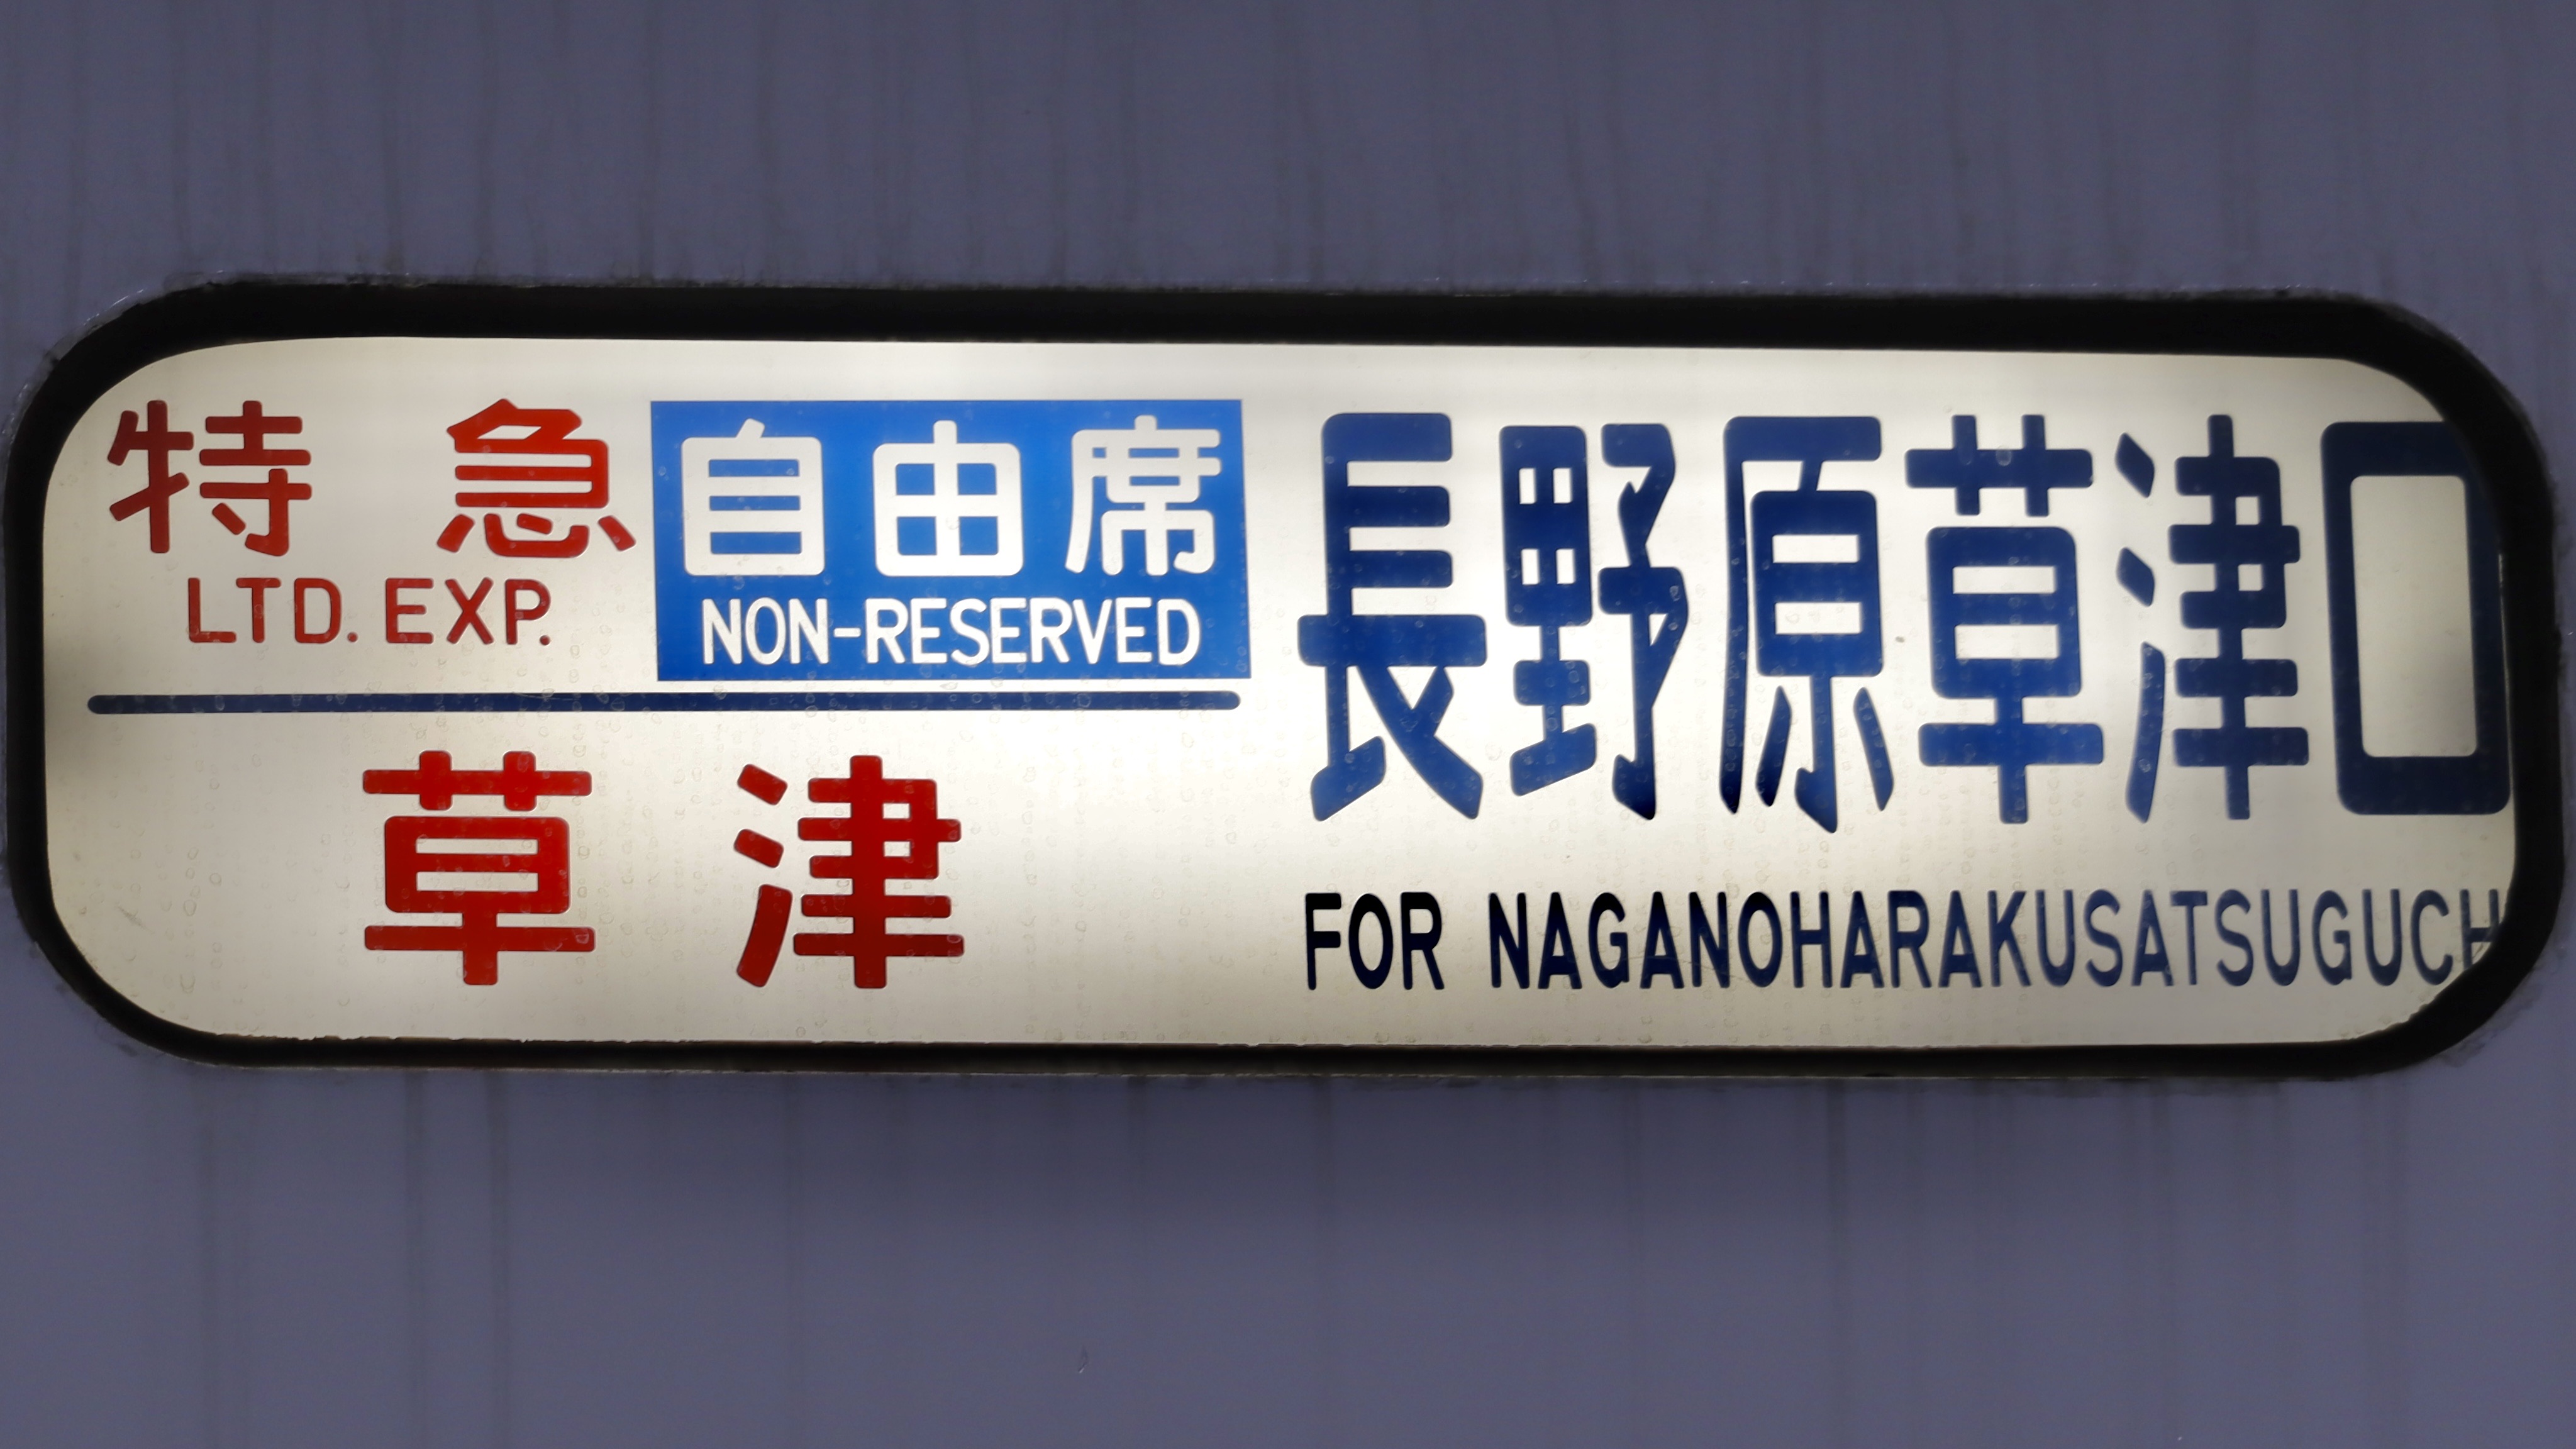 特急
LTD. EXP.
自由席
NON-RESERVED
草津
長野原草津口
FOR NAGANOHARAKUSATSUGUCH